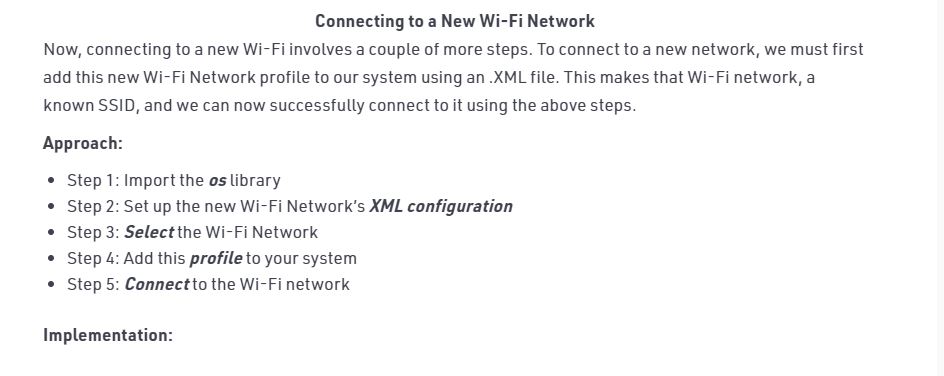 Connecting to a New Wi-Fi Network
Now, connecting to a new Wi-Fi involves a couple of more steps. To connect to a new network, we must first
add this new Wi-Fi Network profile to our system using an .XML file. This makes that Wi-Fi network, a
known SSID, and we can now successfully connect to it using the above steps.
Approach:
• Step 1: Import the os library
• Step 2: Set up the new Wi-Fi Network's XML configuration
• Step 3: Select the Wi-Fi Network
• Step 4: Add this profile to your system
• Step 5: Connect to the Wi-Fi network
Implementation: